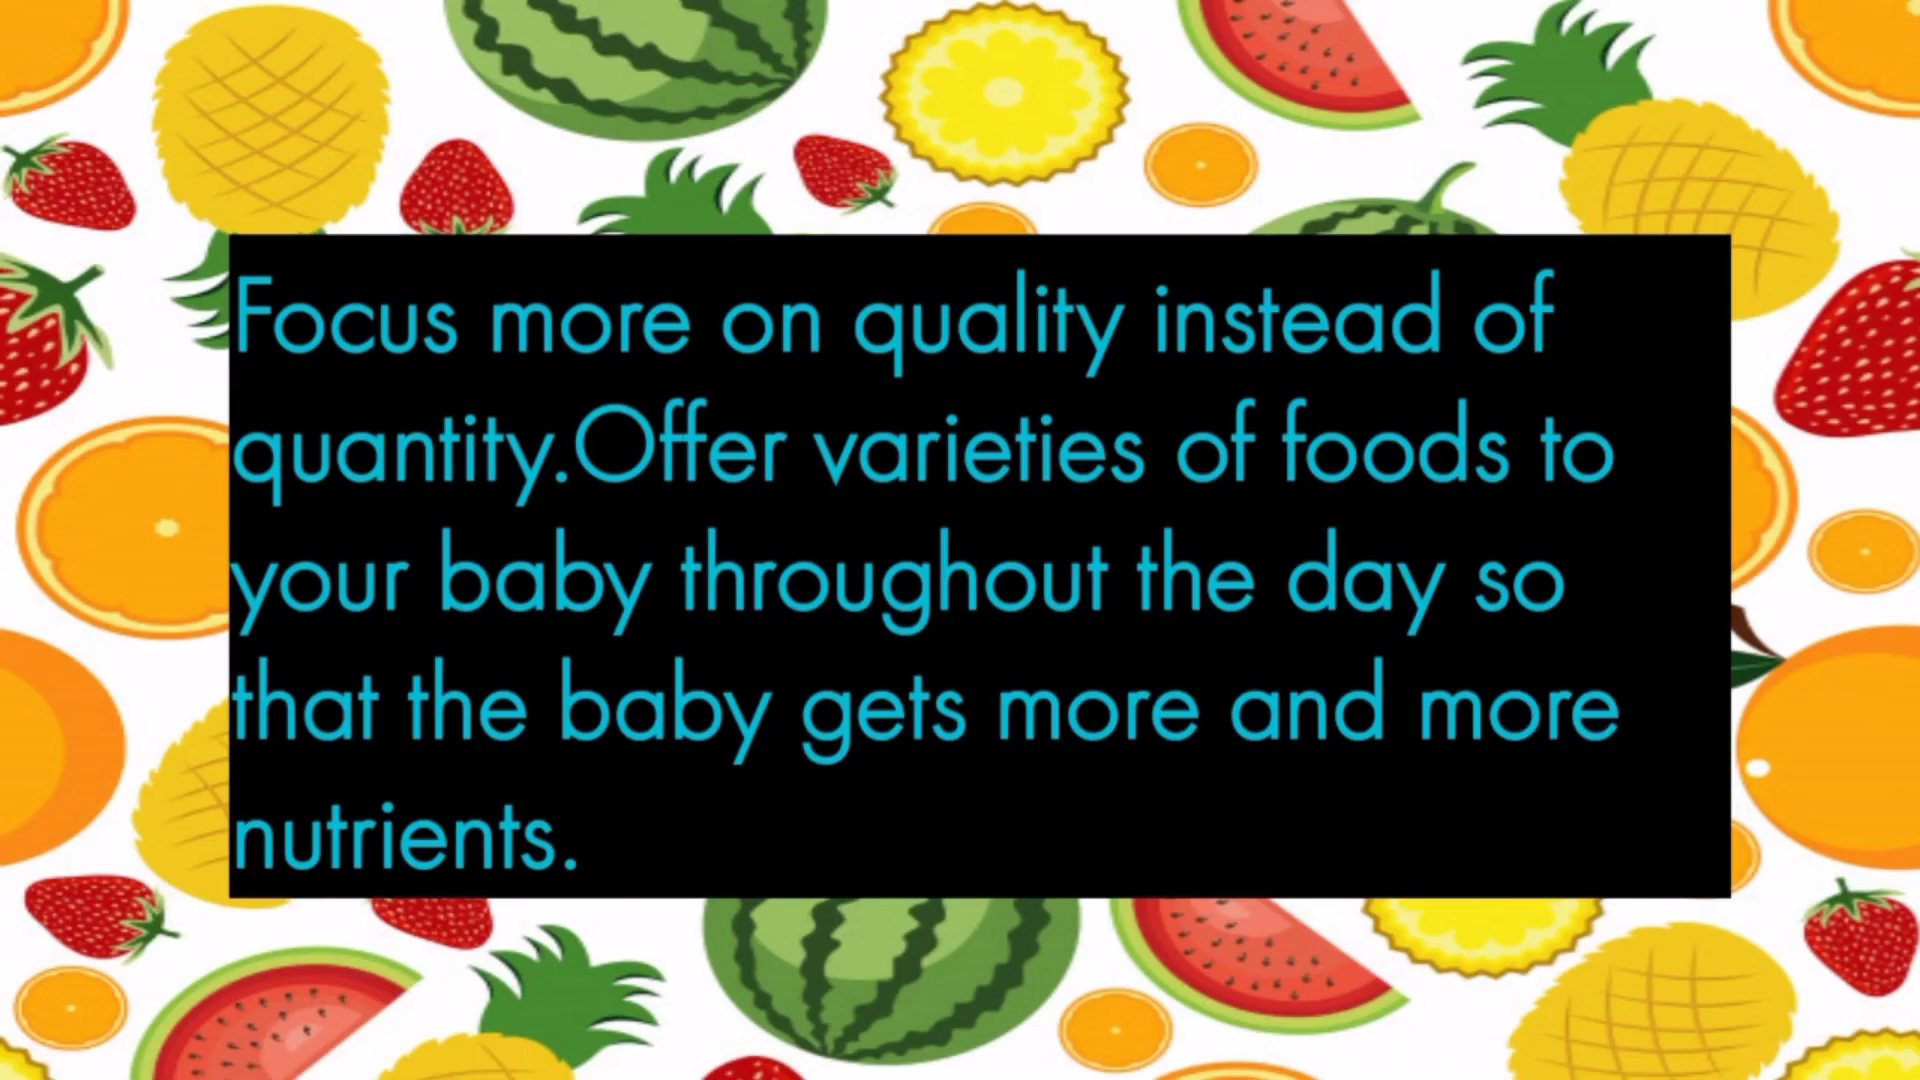 Focus more on quality instead of
quantity.Offer varieties of foods to
your baby throughout the day so
that the baby gets more and more
nutrients.